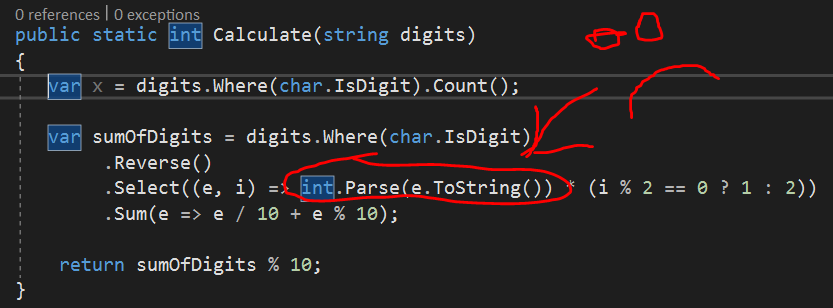 0 references | 0 exceptions
public static int Calculate(string digits)
{
var x = digits.Where(char.IsDigit).Count();
var sumOfDigits = digits.Where(char.IsDigit)
.Reverse()
.Select((e, i) => int.Parse(e.ToString()) * (i % 2 == 0 ? 1 : 2))
.Sum(e => e / 10 + e % 10);
return sumOfDigits % 10;
}